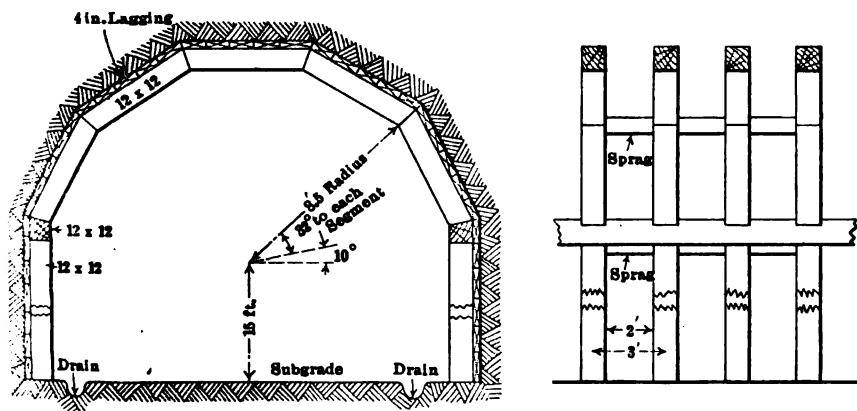 4 in. Lagging
12 x 12
8.5' Radius
32° to each
Segment
10°
12 x 12
12 x 12
15 ft.
Drain
Subgrade
Drain
Sprag
Sprag
2'
3'